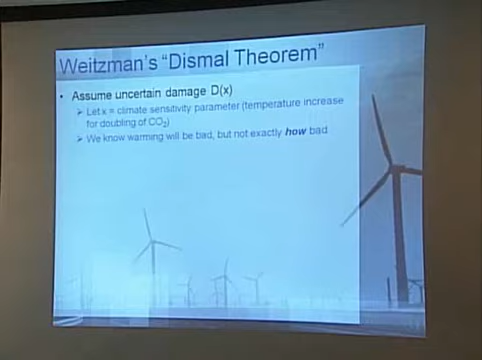 Weitzman's "Dismal Theorem"
• Assume uncertain damage D(x)
➢ Let x = climate sensitivity parameter (temperature increase
for doubling of CO₂)
➢ We know warming will be bad, but not exactly how bad